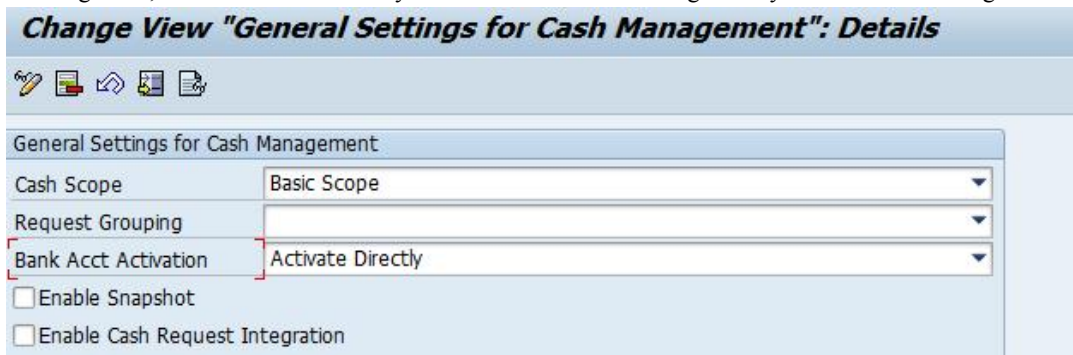 Change View "General Settings for Cash Management": Details
General Settings for Cash Management
Cash Scope Basic Scope
Request Grouping
Bank Acct Activation Activate Directly
Enable Snapshot
Enable Cash Request Integration